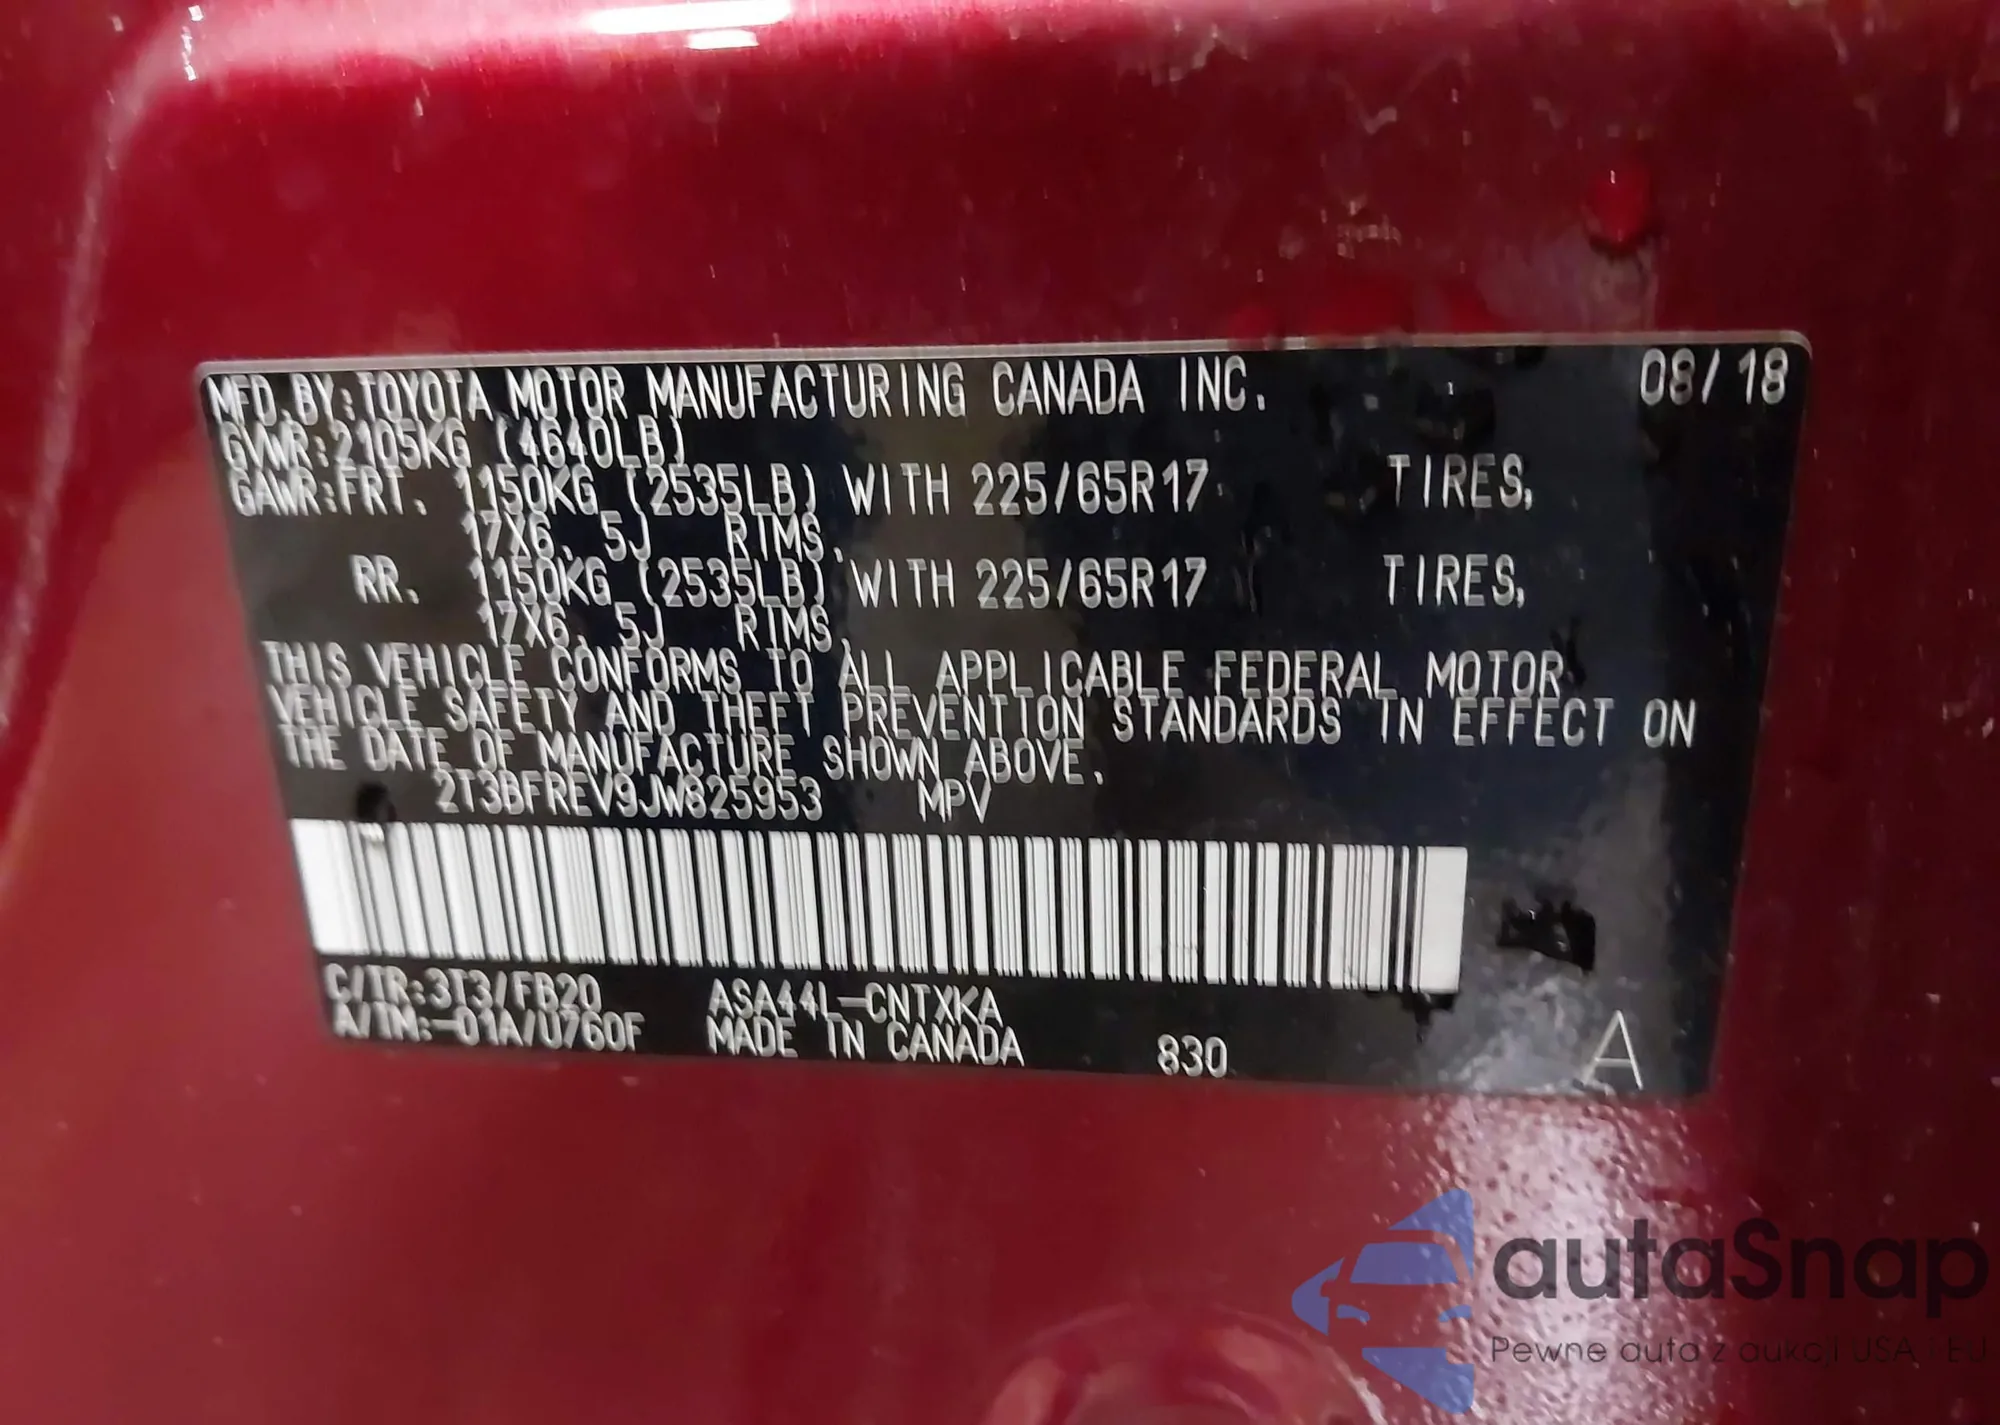 MFD.BY:TOYOTA MOTOR MANUFACTURING CANADA INC. 08/18
GVWR:2105KG (4640LB)
GAWR:FRT. 1150KG (2535LB) WITH 225/65R17 TIRES,
17X6.5J RIMS,
RR. 1150KG (2535LB) WITH 225/65R17 TIRES,
17X6.5J RIMS,
THIS VEHICLE CONFORMS TO ALL APPLICABLE FEDERAL MOTOR
VEHICLE SAFETY AND THEFT PREVENTION STANDARDS IN EFFECT ON
THE DATE OF MANUFACTURE SHOWN ABOVE.
2T3BFREV9JW825953 MPV
C/TR:3T3/FB20 ASA44L-CNTXKA
A/TM:-01A/U760F MADE IN CANADA 830 A
autaSnap
Pewne auta z aukcji USA i EU